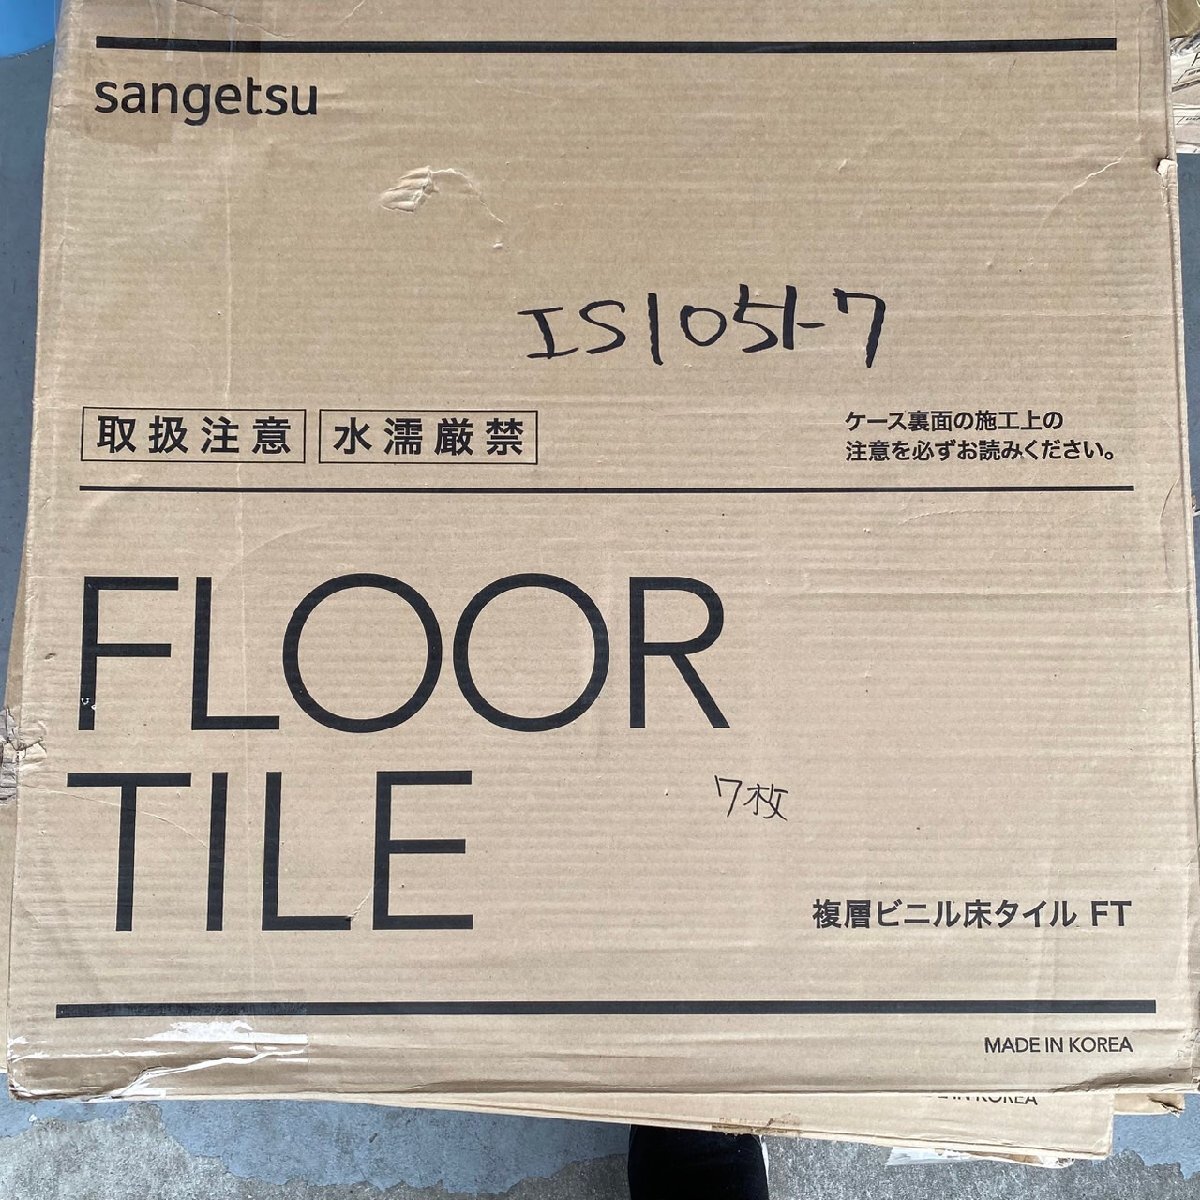 sangetsu
IS1051-7
取扱注意 水濡厳禁
ケース裏面の施工上の
注意を必ずお読みください。
FLOOR
TILE
7枚
複層ビニル床タイル FT
MADE IN KOREA
IN KOREA